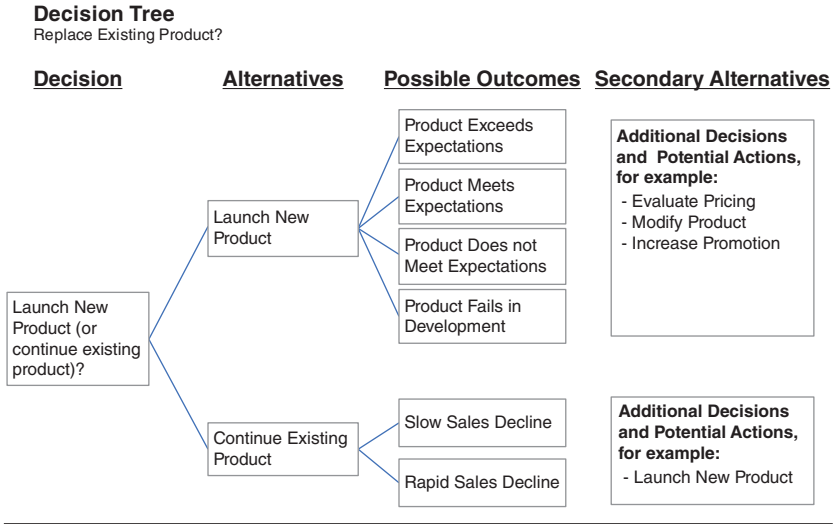 Decision Tree
Replace Existing Product?
Decision
Alternatives
Possible Outcomes
Secondary Alternatives
Launch New
Product (or
continue existing
product)?
Launch New
Product
Product Exceeds
Expectations
Product Meets
Expectations
Product Does not
Meet Expectations
Product Fails in
Development
Additional Decisions
and Potential Actions,
for example:
- Evaluate Pricing
- Modify Product
- Increase Promotion
Continue Existing
Product
Slow Sales Decline
Rapid Sales Decline
Additional Decisions
and Potential Actions,
for example:
- Launch New Product